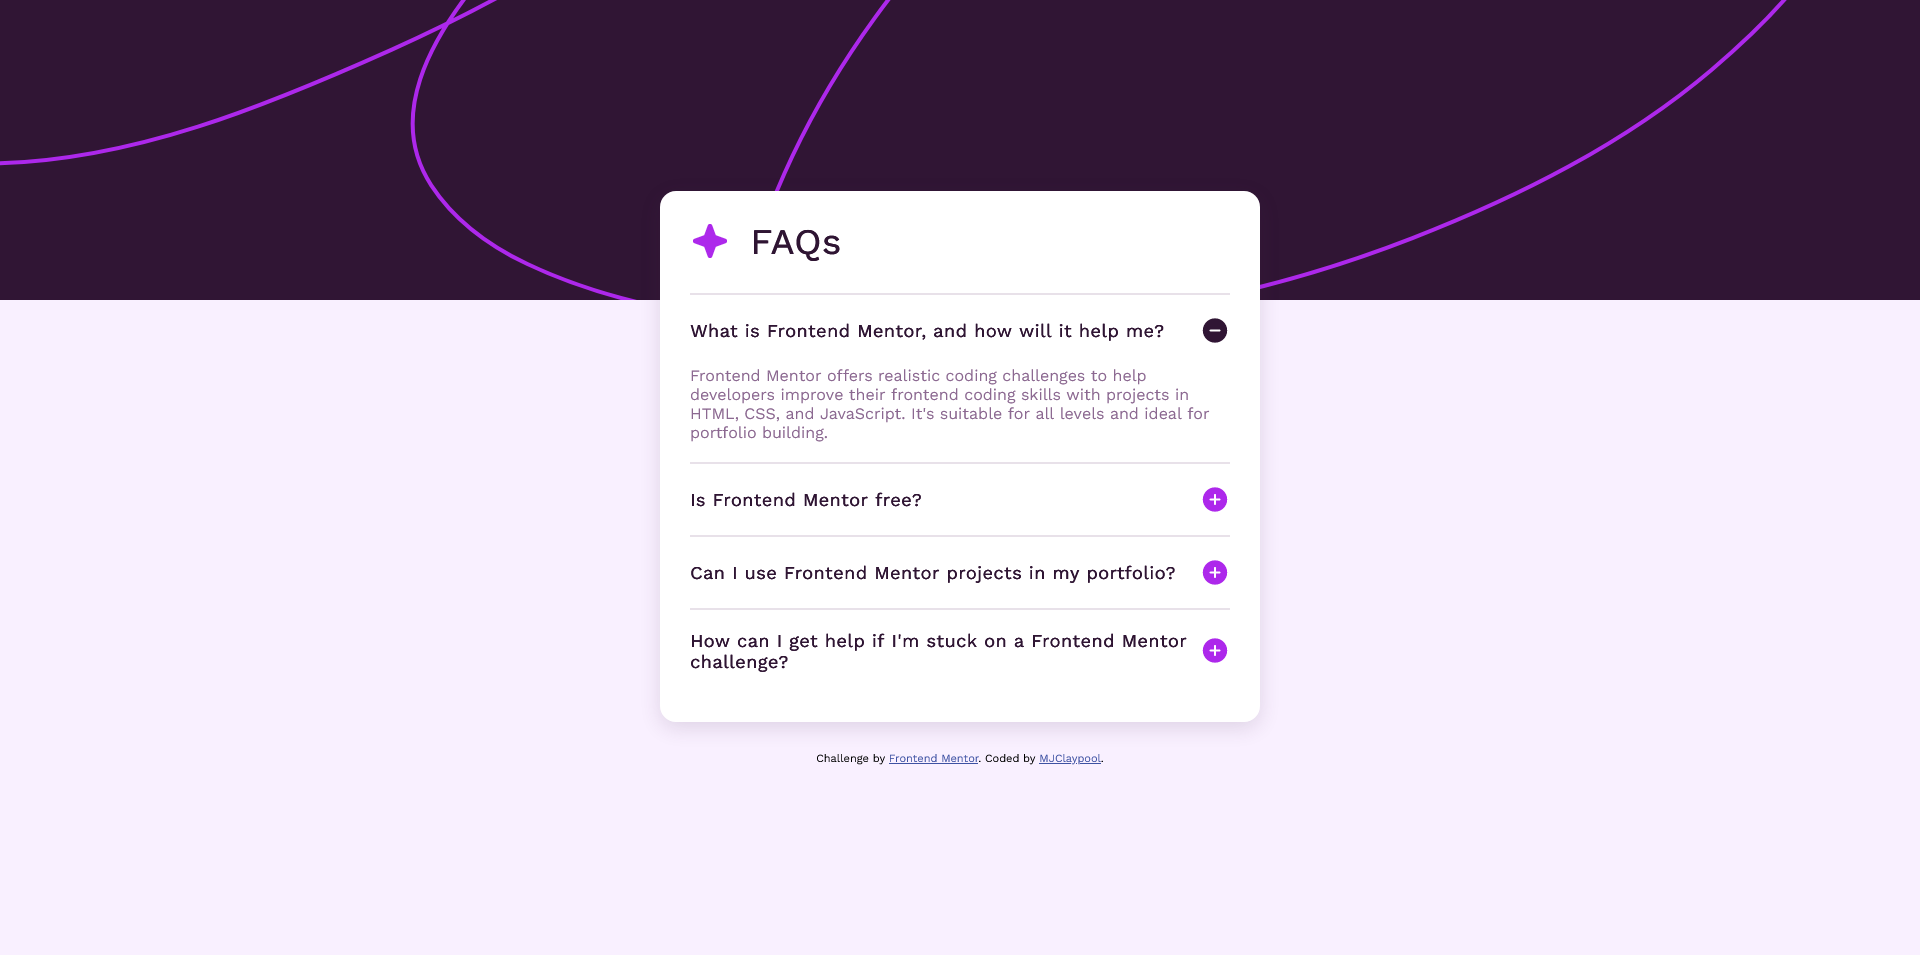 FAQs
What is Frontend Mentor, and how will it help me?
Frontend Mentor offers realistic coding challenges to help
developers improve their frontend coding skills with projects in
HTML, CSS, and JavaScript. It's suitable for all levels and ideal for
portfolio building.
Is Frontend Mentor free?
Can I use Frontend Mentor projects in my portfolio?
How can I get help if I'm stuck on a Frontend Mentor
challenge?
Challenge by Frontend Mentor. Coded by MJClaypool.